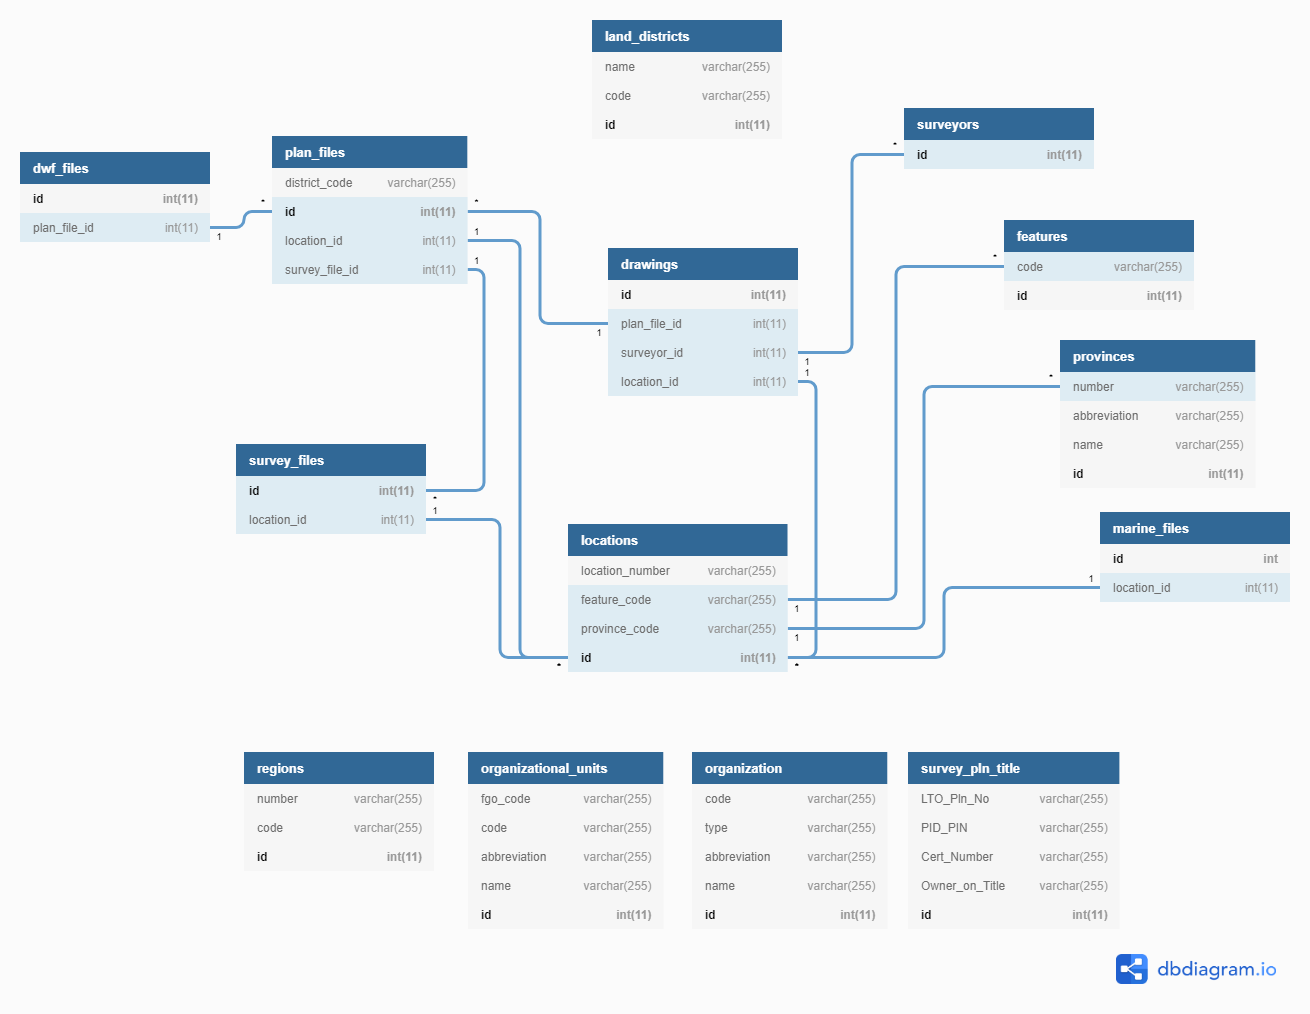 land_districts
name varchar(255)
code varchar(255)
id int(11)
surveyors
* id int(11)
plan_files
district_code varchar(255)
* id int(11) *
location_id int(11) 1
survey_file_id int(11) 1
dwf_files
id int(11)
plan_file_id int(11) 1
features
* code varchar(255)
id int(11)
drawings
id int(11)
1 plan_file_id int(11)
surveyor_id int(11) 1
location_id int(11) 1
provinces
* number varchar(255)
abbreviation varchar(255)
name varchar(255)
id int(11)
survey_files
id int(11) *
location_id int(11) 1
locations
location_number varchar(255)
feature_code varchar(255) 1
province_code varchar(255) 1
* id int(11) *
marine_files
id int
1 location_id int(11)
regions
number varchar(255)
code varchar(255)
id int(11)
organizational_units
fgo_code varchar(255)
code varchar(255)
abbreviation varchar(255)
name varchar(255)
id int(11)
organization
code varchar(255)
type varchar(255)
abbreviation varchar(255)
name varchar(255)
id int(11)
survey_pln_title
LTO_Pln_No varchar(255)
PID_PIN varchar(255)
Cert_Number varchar(255)
Owner_on_Title varchar(255)
id int(11)
dbdiagram.io